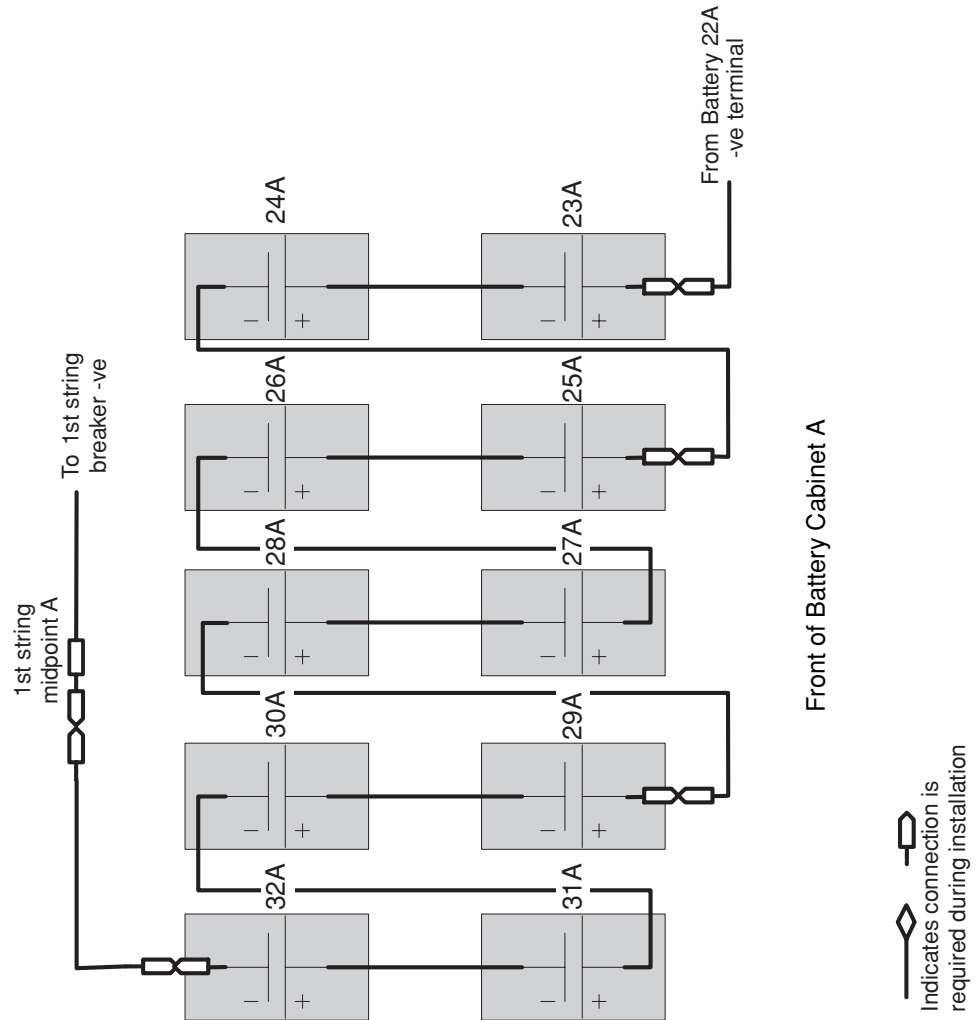 1st string
midpoint A
To 1st string
breaker -ve
32A
30A
28A
26A
24A
- - - - -
+ + + + +
31A
29A
27A
25A
23A
- - - - -
+ + + + +
From Battery 22A
-ve terminal
Front of Battery Cabinet A
Indicates connection is
required during installation